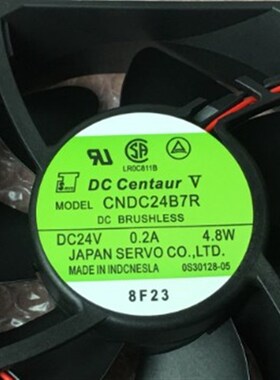 LR0C811B
DC Centaur V
MODEL CNDC24B7R
DC BRUSHLESS
DC24V 0.2A 4.8W
JAPAN SERVO CO.,LTD.
MADE IN INDCNESLA 0S30128-05
8F23